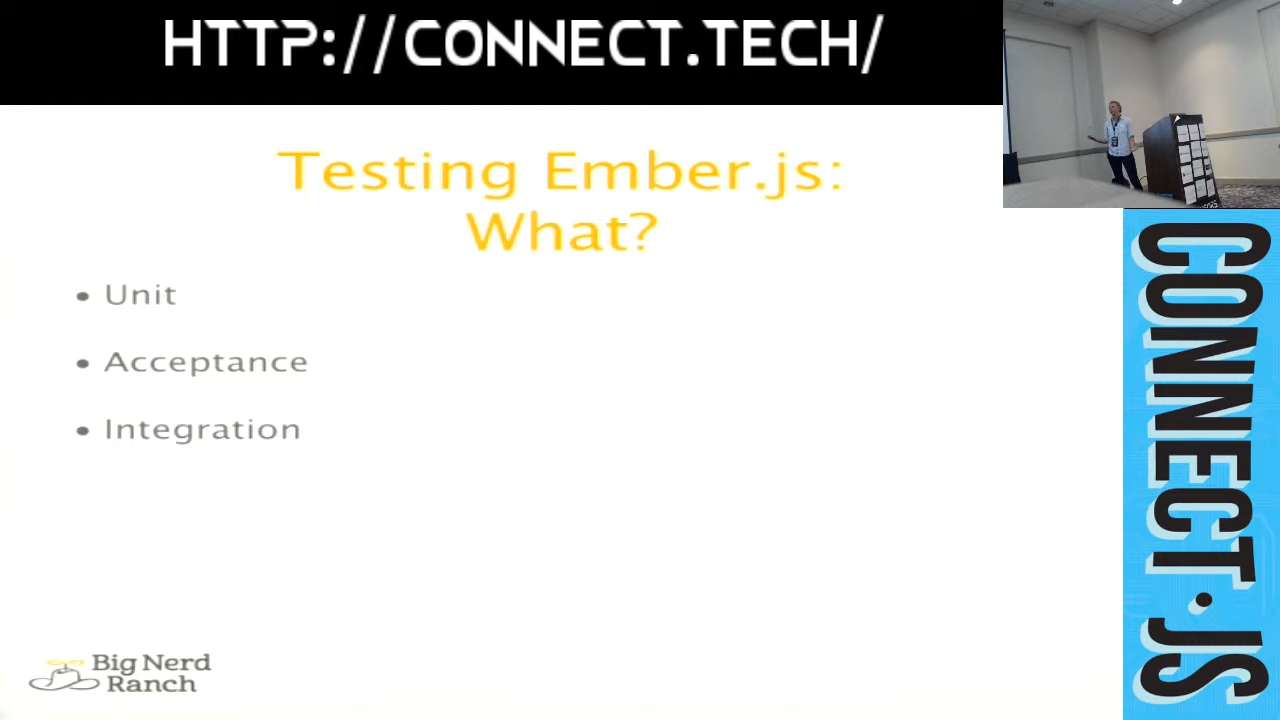 HTTP://CONNECT.TECH/
Testing Ember.js:
What?
• Unit
• Acceptance
• Integration
Big Nerd
Ranch
CONNECT.JS